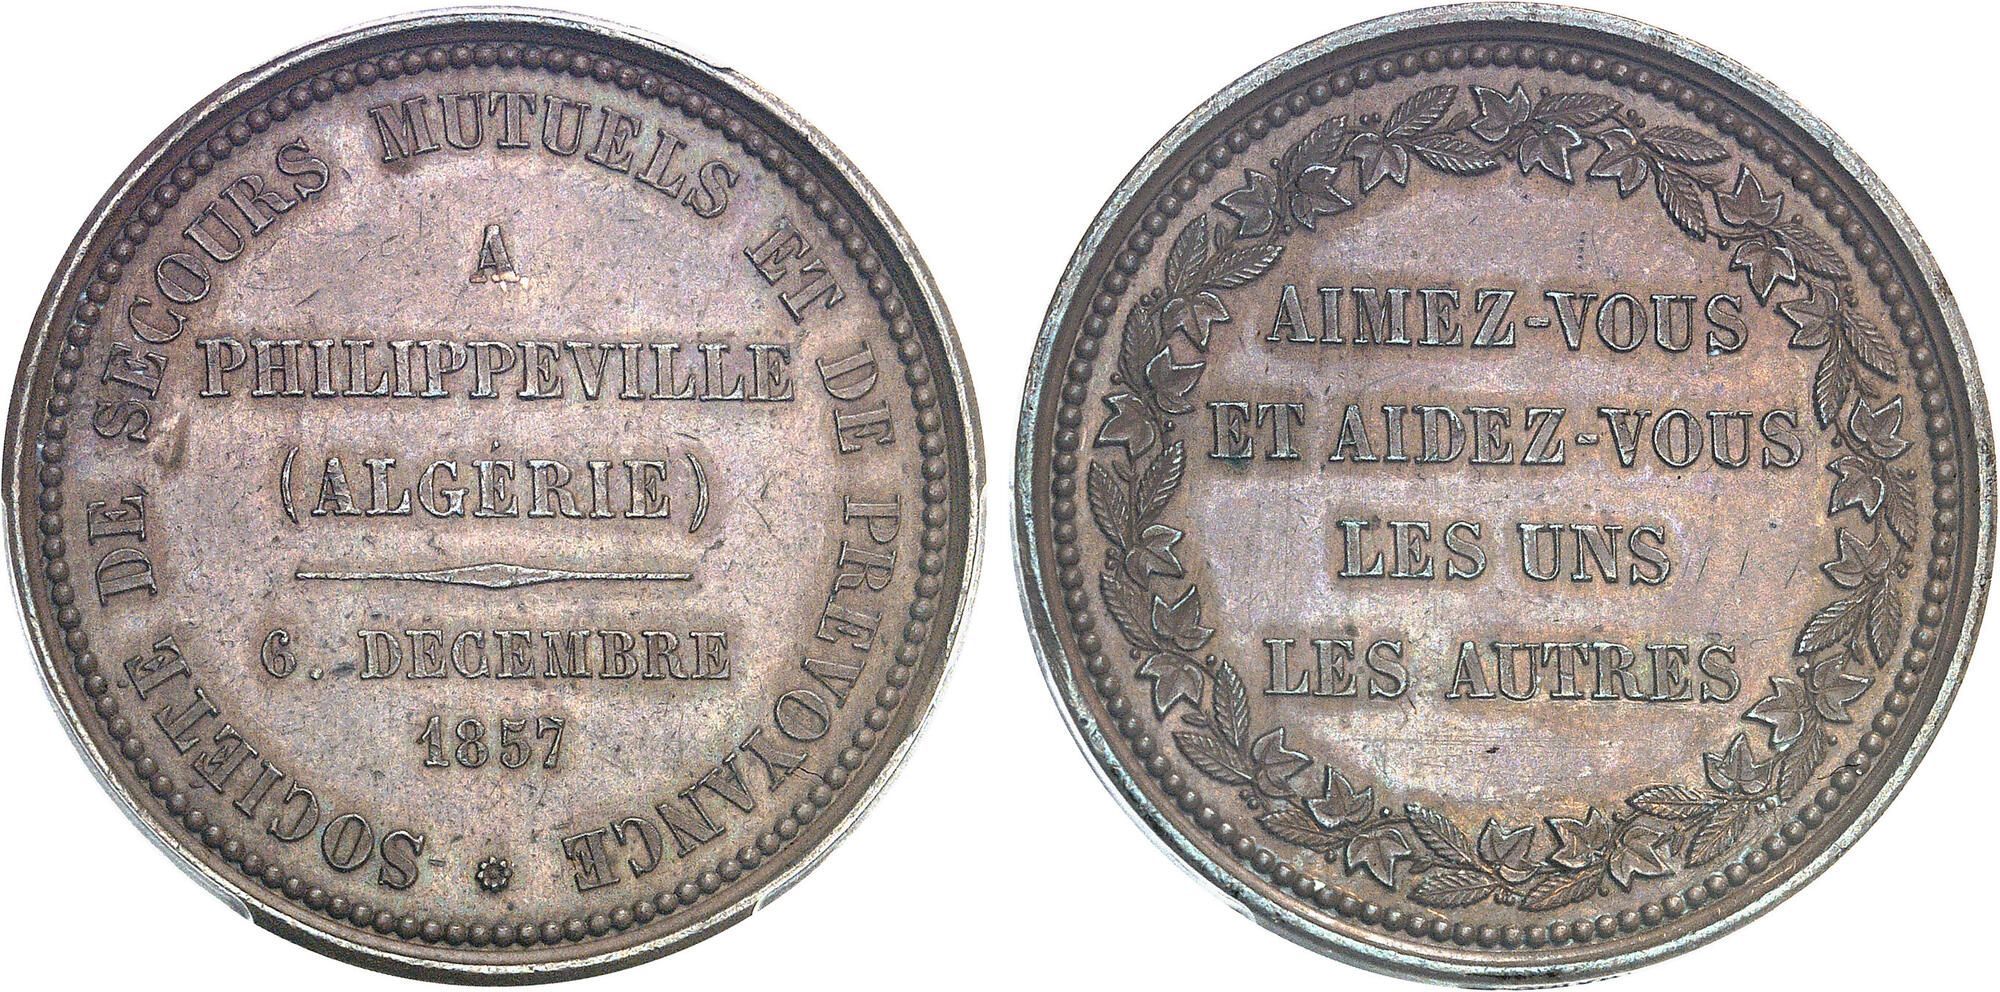 SOCIÉTÉ DE SECOURS MUTUELS ET DE PREVOYANCE
A
PHILIPPEVILLE
(ALGÉRIE)
6. DECEMBRE
1857
AIMEZ-VOUS
ET AIDEZ-VOUS
LES UNS
LES AUTRES